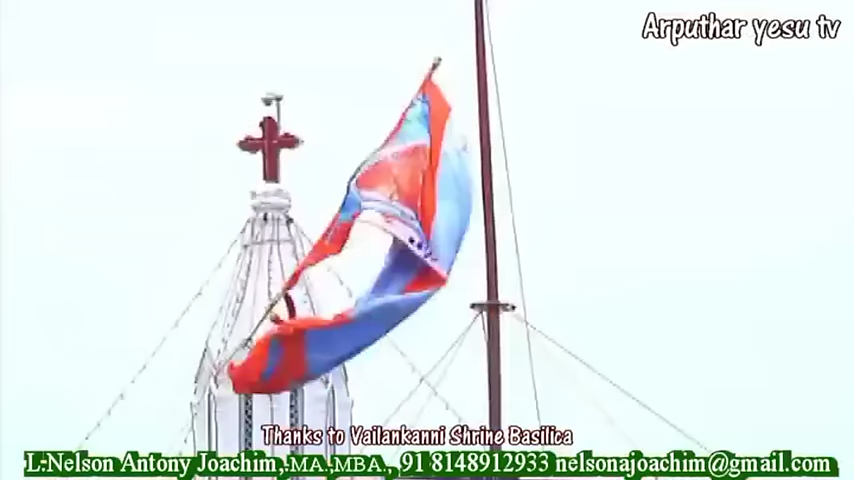 Arputhar yesu tv
Thanks to Vailankanni Shrine Basilica
L.Nelson Antony Joachim,.MA.,MBA., 91 8148912933 nelsonajoachim@gmail.com